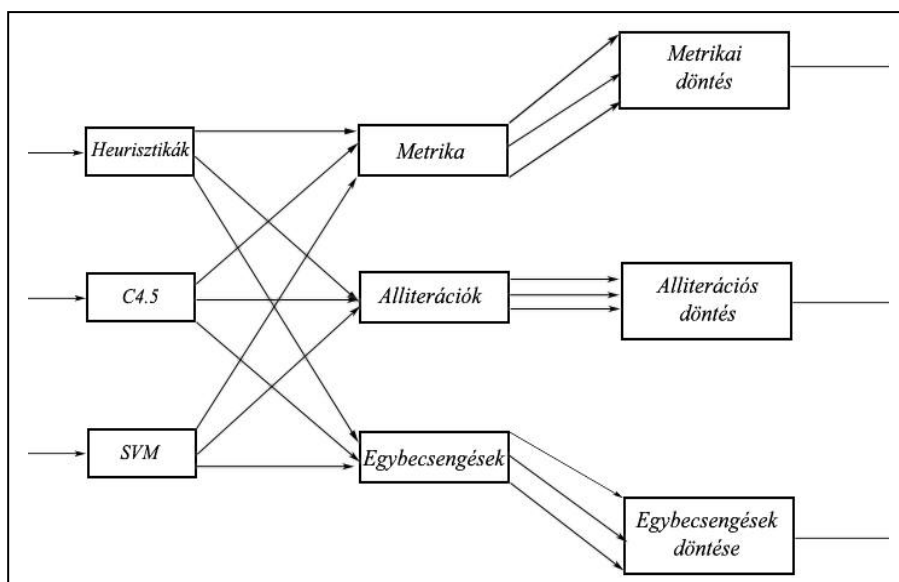 Metrikai
döntés
Heurisztikák
Metrika
C4.5
Alliterációk
Alliterációs
döntés
SVM
Egybecsengések
Egybecsengések
döntése